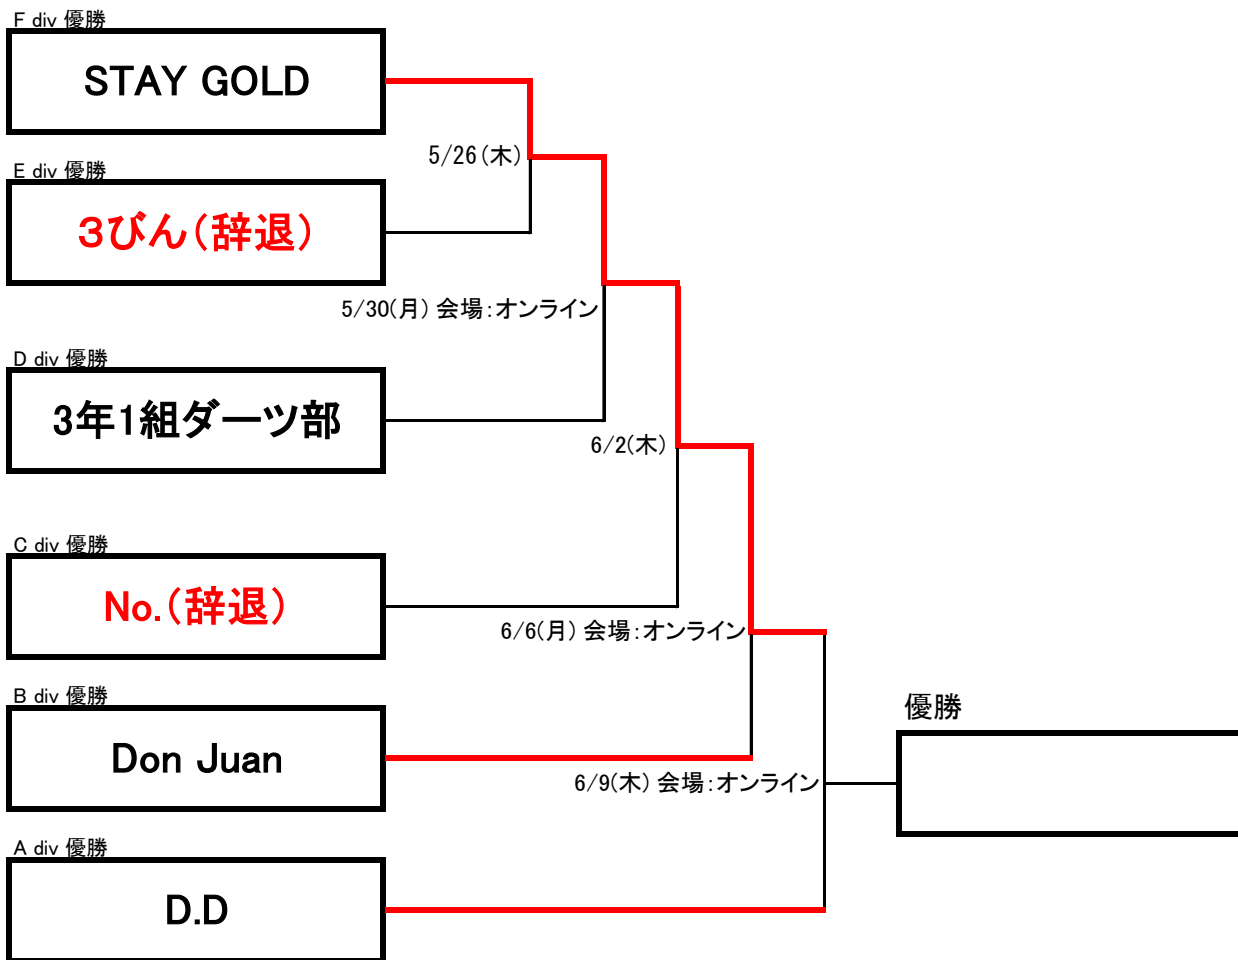 F div 優勝
STAY GOLD
5/26(木)
E div 優勝
3びん(辞退)
5/30(月) 会場:オンライン
D div 優勝
3年1組ダーツ部
6/2(木)
C div 優勝
No.(辞退)
6/6(月) 会場:オンライン
B div 優勝
Don Juan
優勝
6/9(木) 会場:オンライン
A div 優勝
D.D